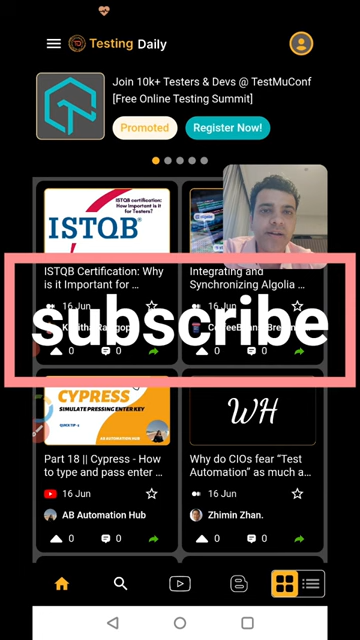 Testing Daily
Join 10k+ Testers & Devs @ TestMuConf
[Free Online Testing Summit]
Promoted
Register Now!
ISTQB certification:
How important is it
for Testers?
ISTQB®
ISTQB Certification: Why
is it Important for ...
Integrating and
Synchronizing Algolia ...
16 Jun
16 Jun
subscribe
0
0
0
0
CYPRESS
SIMULATE PRESSING ENTER KEY
AB AUTOMATION HUB
WH
Part 18 || Cypress - How
to type and pass enter ...
Why do CIOs fear “Test
Automation” as much a...
16 Jun
16 Jun
AB Automation Hub
Zhimin Zhan.
0
0
0
0